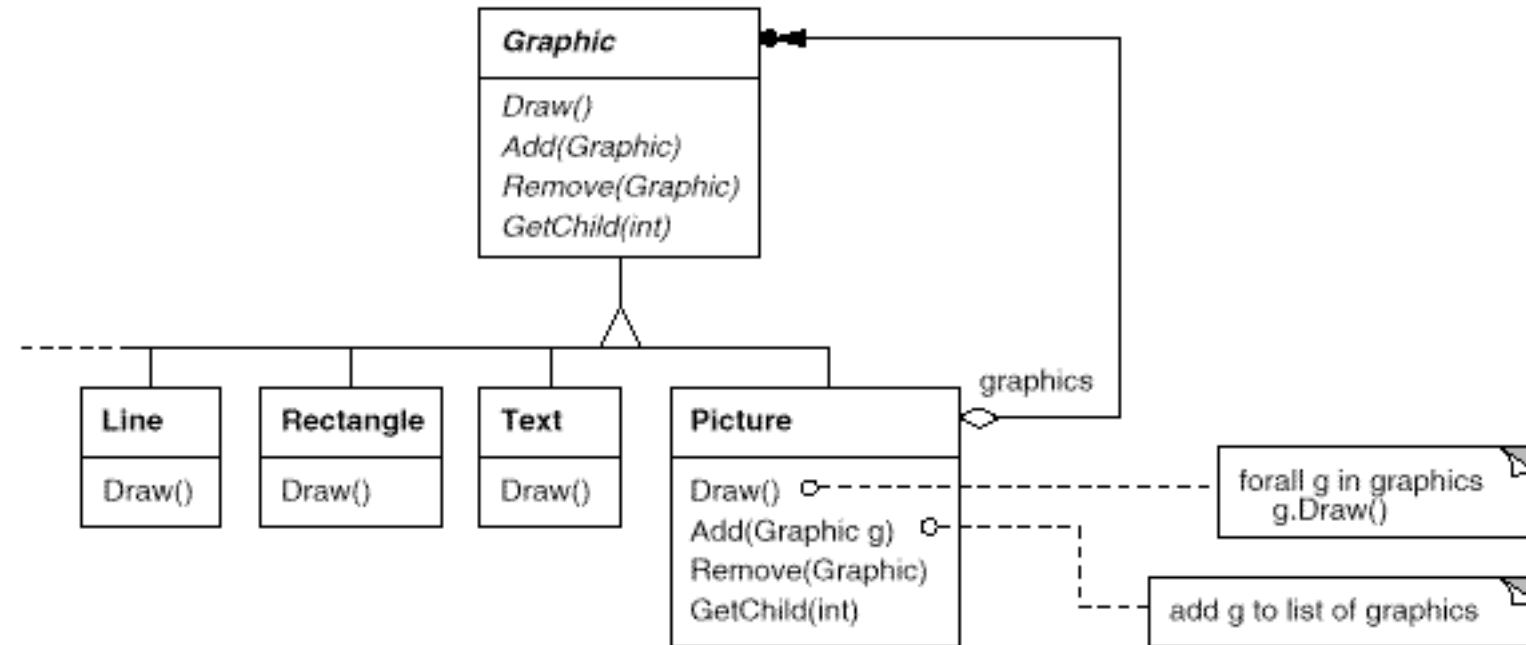 Graphic
Draw()
Add(Graphic)
Remove(Graphic)
GetChild(int)
graphics
Line
Draw()
Rectangle
Draw()
Text
Draw()
Picture
Draw()
Add(Graphic g)
Remove(Graphic)
GetChild(int)
forall g in graphics
g.Draw()
add g to list of graphics